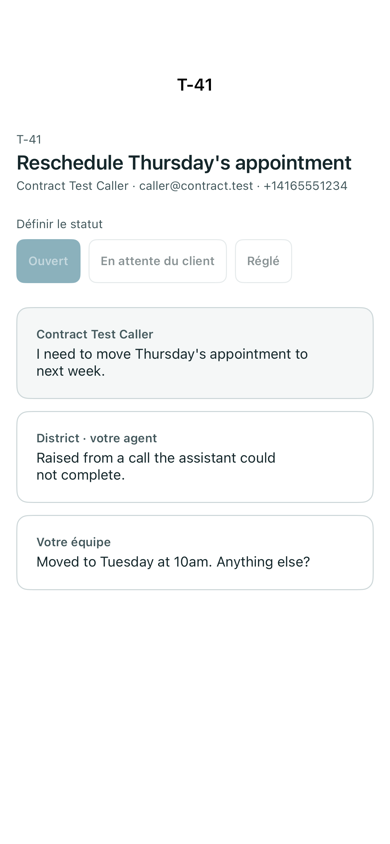 T-41
T-41
Reschedule Thursday's appointment
Contract Test Caller · caller@contract.test · +14165551234
Définir le statut
Ouvert
En attente du client
Réglé
Contract Test Caller
I need to move Thursday's appointment to
next week.
District · votre agent
Raised from a call the assistant could
not complete.
Votre équipe
Moved to Tuesday at 10am. Anything else?